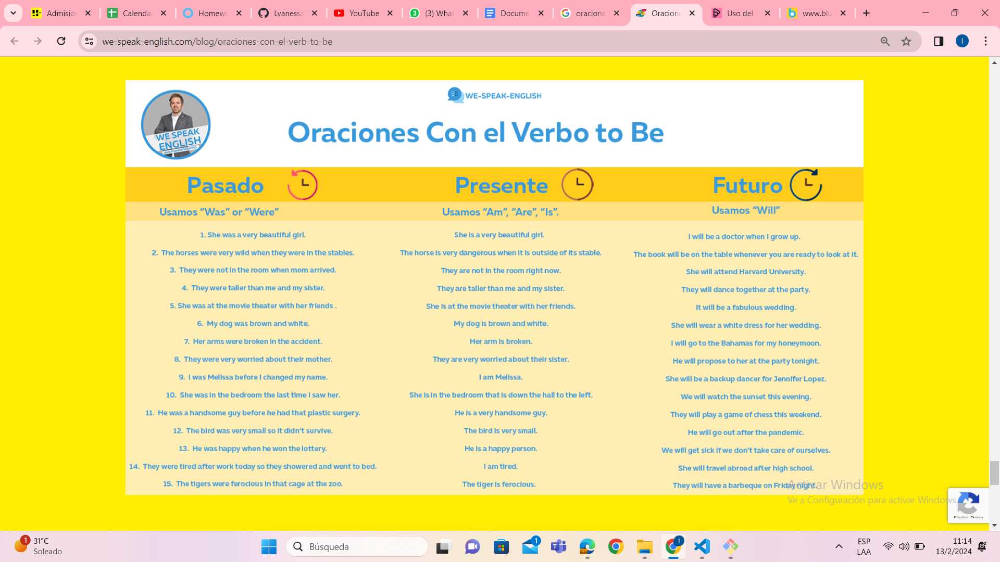 Admision
Calendar
Homewo
Lvanessa
YouTube
(3) What
Docume
oracione
Oracione
Uso del
www.blu
we-speak-english.com/blog/oraciones-con-el-verb-to-be
I
WE SPEAK
ENGLISH
para hispanohablantes
WE-SPEAK-ENGLISH
Oraciones Con el Verbo to Be
Pasado
Presente
Futuro
Usamos “Was” or “Were”
Usamos “Am”, “Are”, “Is”.
Usamos “Will”
1. She was a very beautiful girl.
2. The horses were very wild when they were in the stables.
3. They were not in the room when mom arrived.
4. They were taller than me and my sister.
5. She was at the movie theater with her friends .
6. My dog was brown and white.
7. Her arms were broken in the accident.
8. They were very worried about their mother.
9. I was Melissa before I changed my name.
10. She was in the bedroom the last time I saw her.
11. He was a handsome guy before he had that plastic surgery.
12. The bird was very small so it didn’t survive.
13. He was happy when he won the lottery.
14. They were tired after work today so they showered and went to bed.
15. The tigers were ferocious in that cage at the zoo.
She is a very beautiful girl.
The horse is very dangerous when it is outside of its stable.
They are not in the room right now.
They are taller than me and my sister.
She is at the movie theater with her friends.
My dog is brown and white.
Her arm is broken.
They are very worried about their sister.
I am Melissa.
She is in the bedroom that is down the hall to the left.
He is a very handsome guy.
The bird is very small.
He is a happy person.
I am tired.
The tiger is ferocious.
I will be a doctor when I grow up.
The book will be on the table whenever you are ready to look at it.
She will attend Harvard University.
They will dance together at the party.
It will be a fabulous wedding.
She will wear a white dress for her wedding.
I will go to the Bahamas for my honeymoon.
He will propose to her at the party tonight.
She will be a backup dancer for Jennifer Lopez.
We will watch the sunset this evening.
They will play a game of chess this weekend.
He will go out after the pandemic.
We will get sick if we don’t take care of ourselves.
She will travel abroad after high school.
They will have a barbeque on Friday night.
Activar Windows
Ve a Configuración para activar Windows.
Privacidad - Términos
1
31°C
Soleado
Búsqueda
1
I
ESP
LAA
11:14
13/2/2024